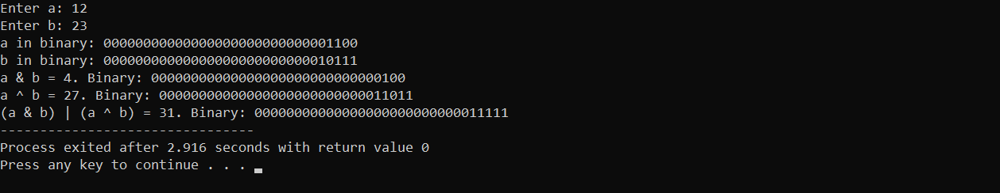 Enter a: 12
Enter b: 23
a in binary: 00000000000000000000000000001100
b in binary: 00000000000000000000000000010111
a & b = 4. Binary: 00000000000000000000000000000100
a ^ b = 27. Binary: 00000000000000000000000000011011
(a & b) | (a ^ b) = 31. Binary: 00000000000000000000000000011111
--------------------------------
Process exited after 2.916 seconds with return value 0
Press any key to continue . . .